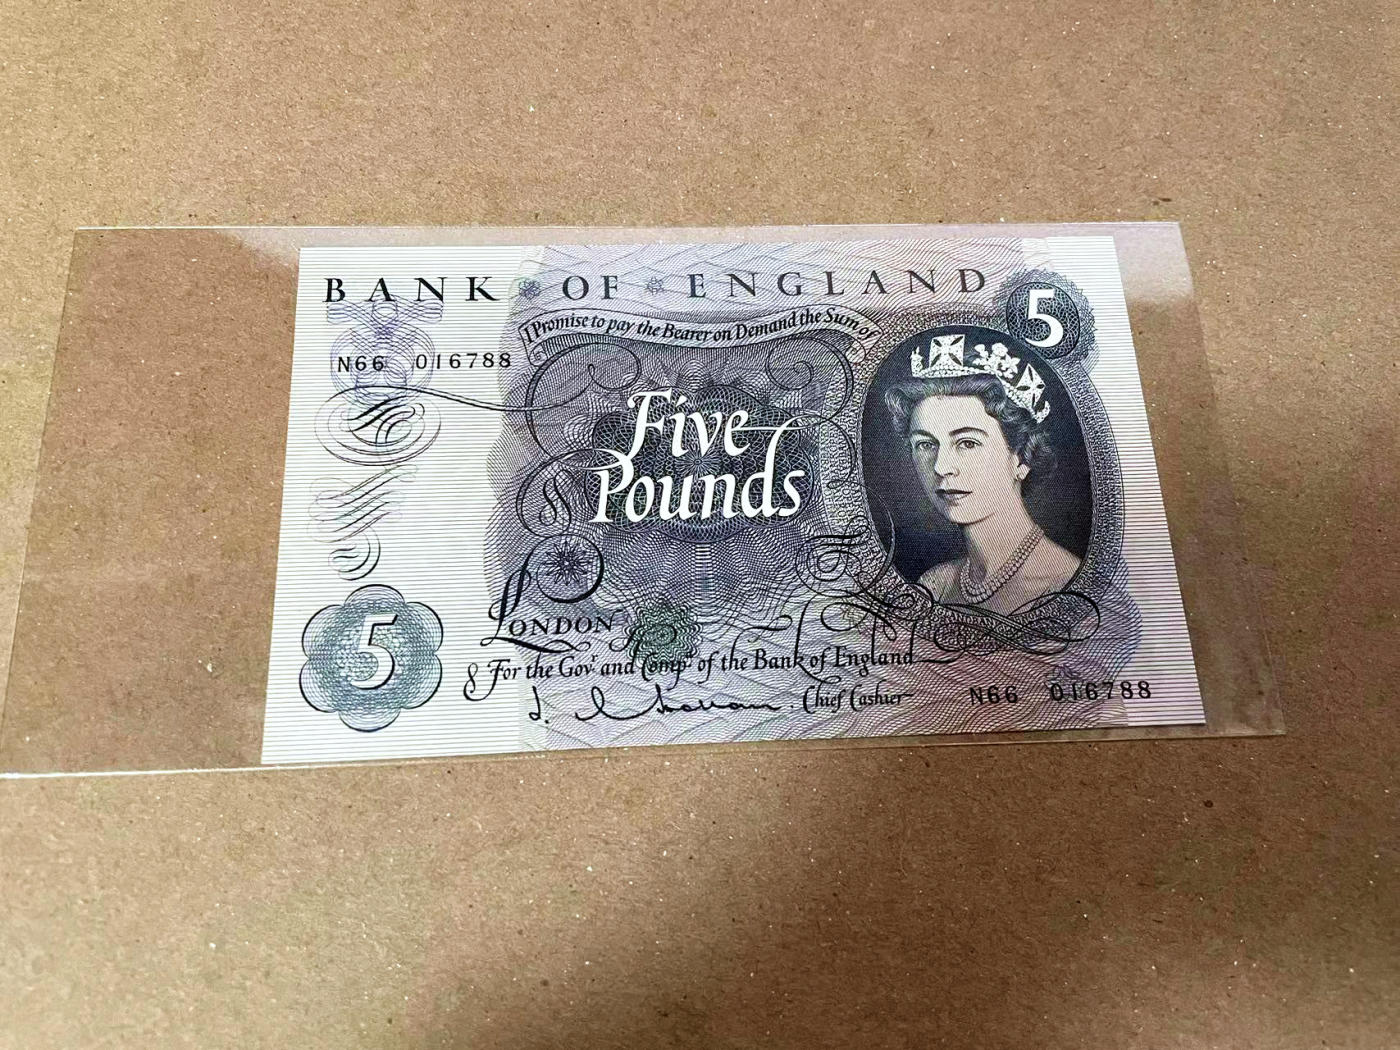 BANK OF ENGLAND
5
I Promise to pay the Bearer on Demand the Sum of
N66 016788
Five
Pounds
LONDON
For the Govr and Compa of the Bank of England
5
Chief Cashier
N66 016788